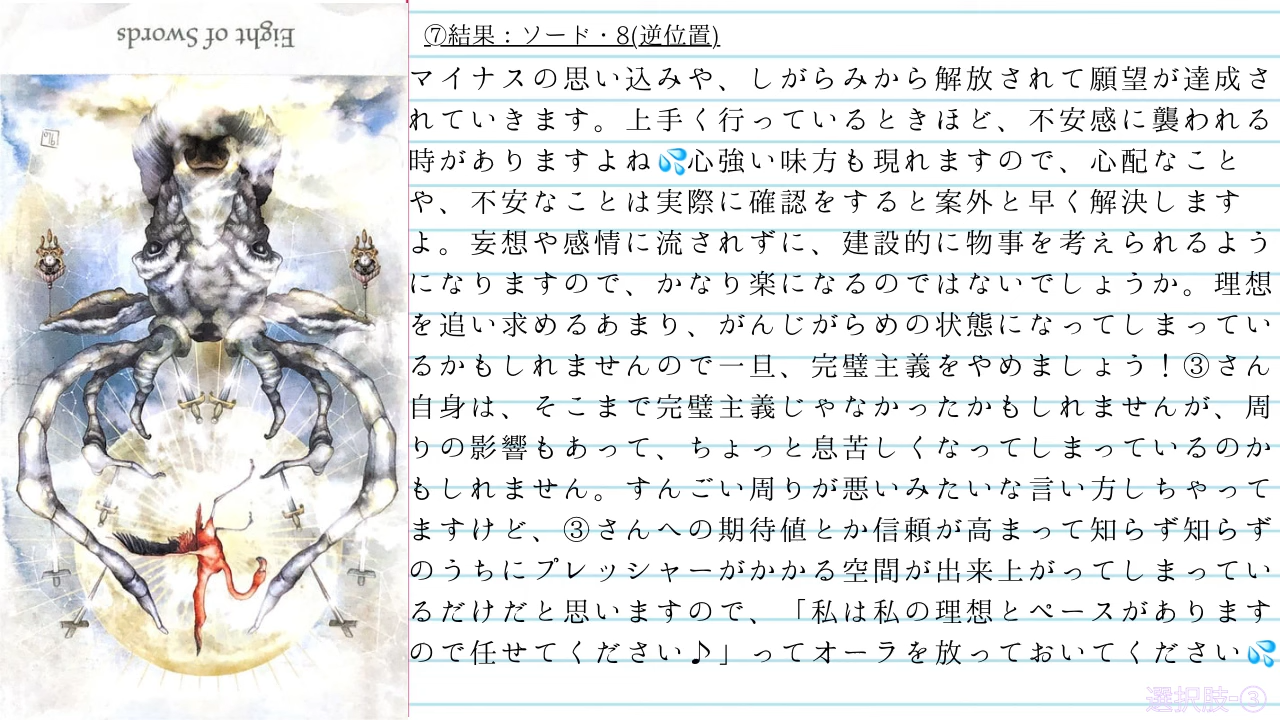 Eight of Swords
⑦結果：ソード・8(逆位置)
マイナスの思い込みや、しがらみから解放されて願望が達成さ
れていきます。上手く行っているときほど、不安感に襲われる
時がありますよね💦心強い味方も現れますので、心配なこと
や、不安なことは実際に確認をすると案外と早く解決します
よ。妄想や感情に流されずに、建設的に物事を考えられるよう
になりますので、かなり楽になるのではないでしょうか。理想
を追い求めるあまり、がんじがらめの状態になってしまってい
るかもしれませんので一旦、完璧主義をやめましょう！③さん
自身は、そこまで完璧主義じゃなかったかもしれませんが、周
りの影響もあって、ちょっと息苦しくなってしまっているのか
もしれません。すんごい周りが悪いみたいな言い方しちゃって
ますけど、③さんへの期待値とか信頼が高まって知らず知らず
のうちにプレッシャーがかかる空間が出来上がってしまってい
るだけだと思いますので、「私は私の理想とペースがあります
ので任せてください♪」ってオーラを放っておいてください💦
選択肢-③